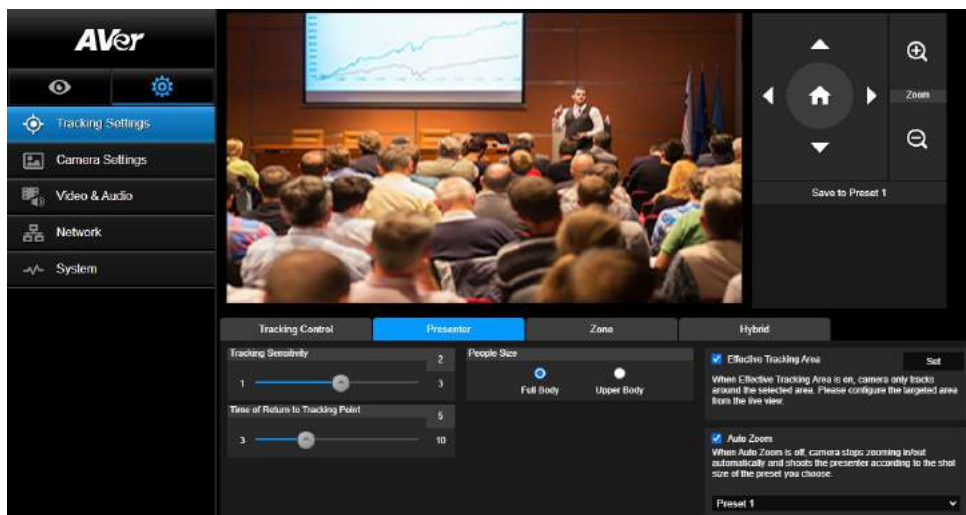 AVer
Tracking Settings
Camera Settings
Video & Audio
Network
System
Zoom
Save to Preset 1
Tracking Control
Presenter
Zone
Hybrid
Tracking Sensitivity
2
1
3
Time of Return to Tracking Point
5
3
10
People Size
Full Body
Upper Body
Effective Tracking Area
Set
When Effective Tracking Area is on, camera only tracks
around the selected area. Please configure the targeted area
from the live view.
Auto Zoom
When Auto Zoom is off, camera stops zooming in/out
automatically and shoots the presenter according to the shot
size of the preset you choose.
Preset 1